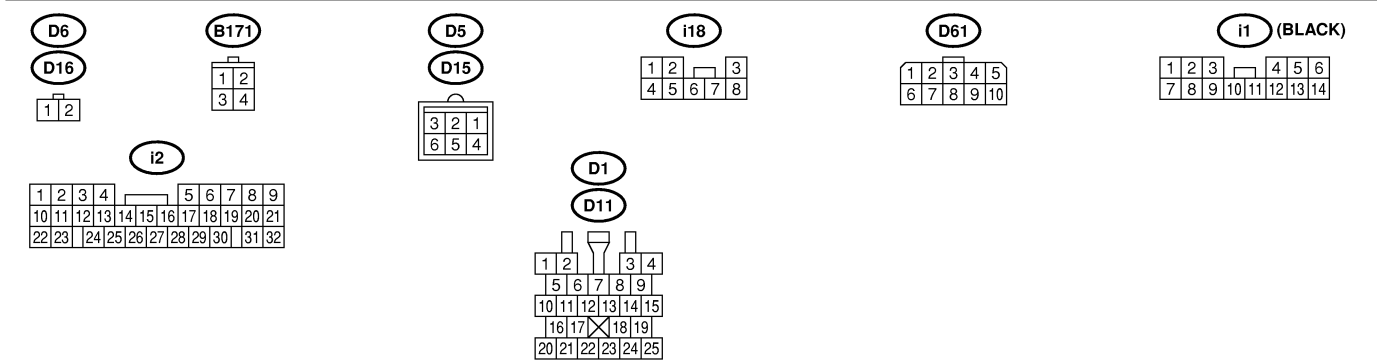 D6
D16
1 2
B171
1 2
3 4
D5
D15
3 2 1
6 5 4
i18
1 2 3
4 5 6 7 8
D61
1 2 3 4 5
6 7 8 9 10
i1 (BLACK)
1 2 3 4 5 6
7 8 9 10 11 12 13 14
i2
1 2 3 4 5 6 7 8 9
10 11 12 13 14 15 16 17 18 19 20 21
22 23 24 25 26 27 28 29 30 31 32
D1
D11
1 2 3 4
5 6 7 8 9
10 11 12 13 14 15
16 17 18 19
20 21 22 23 24 25